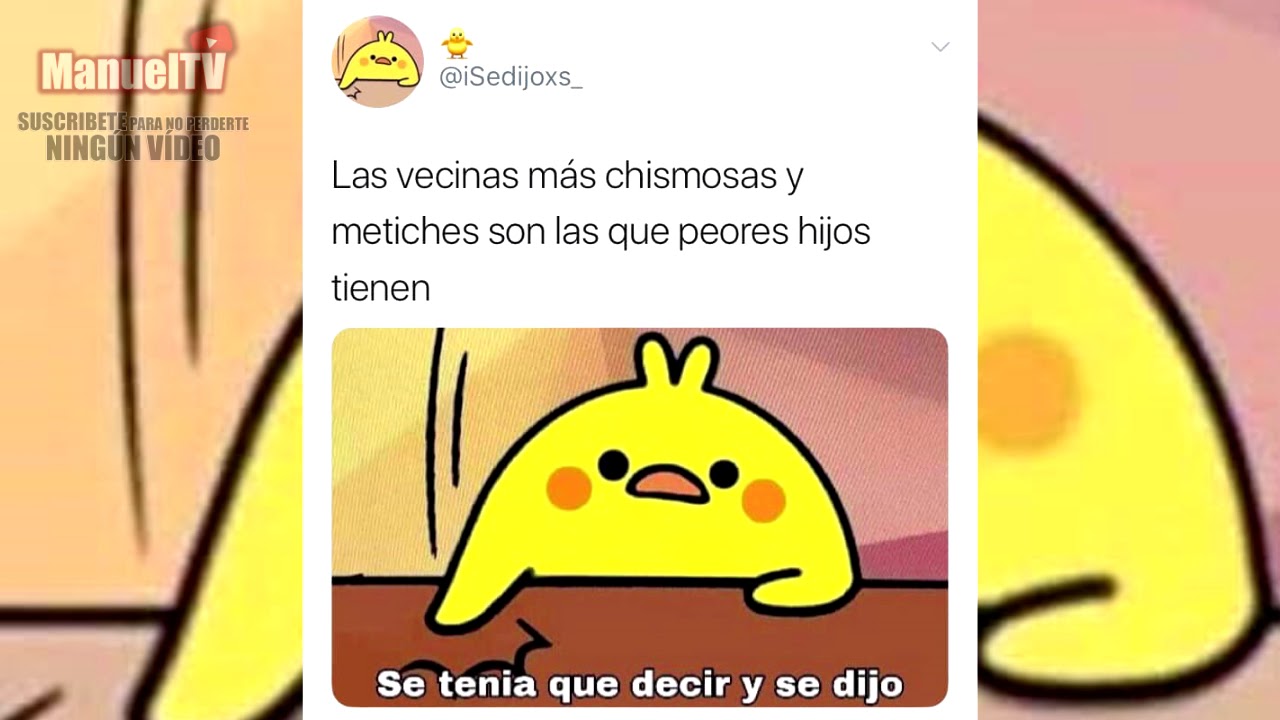 ManuelTV
SUSCRIBETE PARA NO PERDERTE
NINGÚN VÍDEO
@iSedijoxs_
Las vecinas más chismosas y
metiches son las que peores hijos
tienen
Se tenia que decir y se dijo